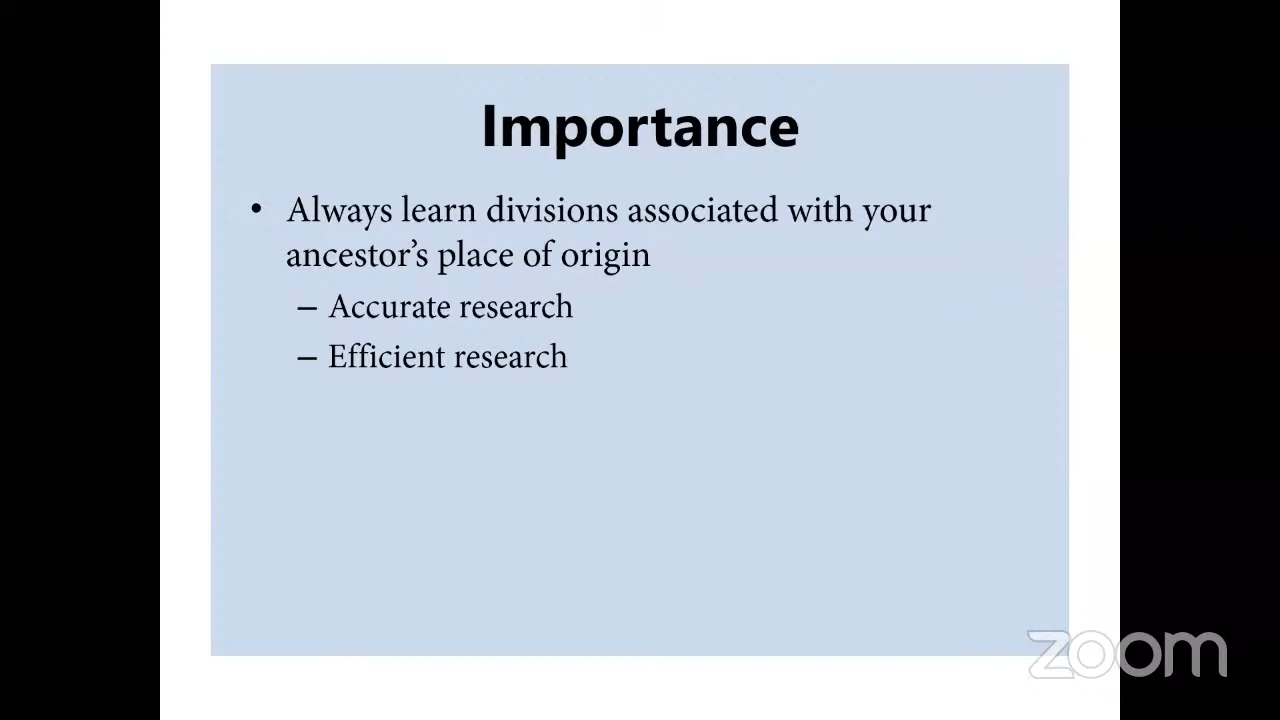 Importance
• Always learn divisions associated with your
ancestor’s place of origin
– Accurate research
– Efficient research
zoom